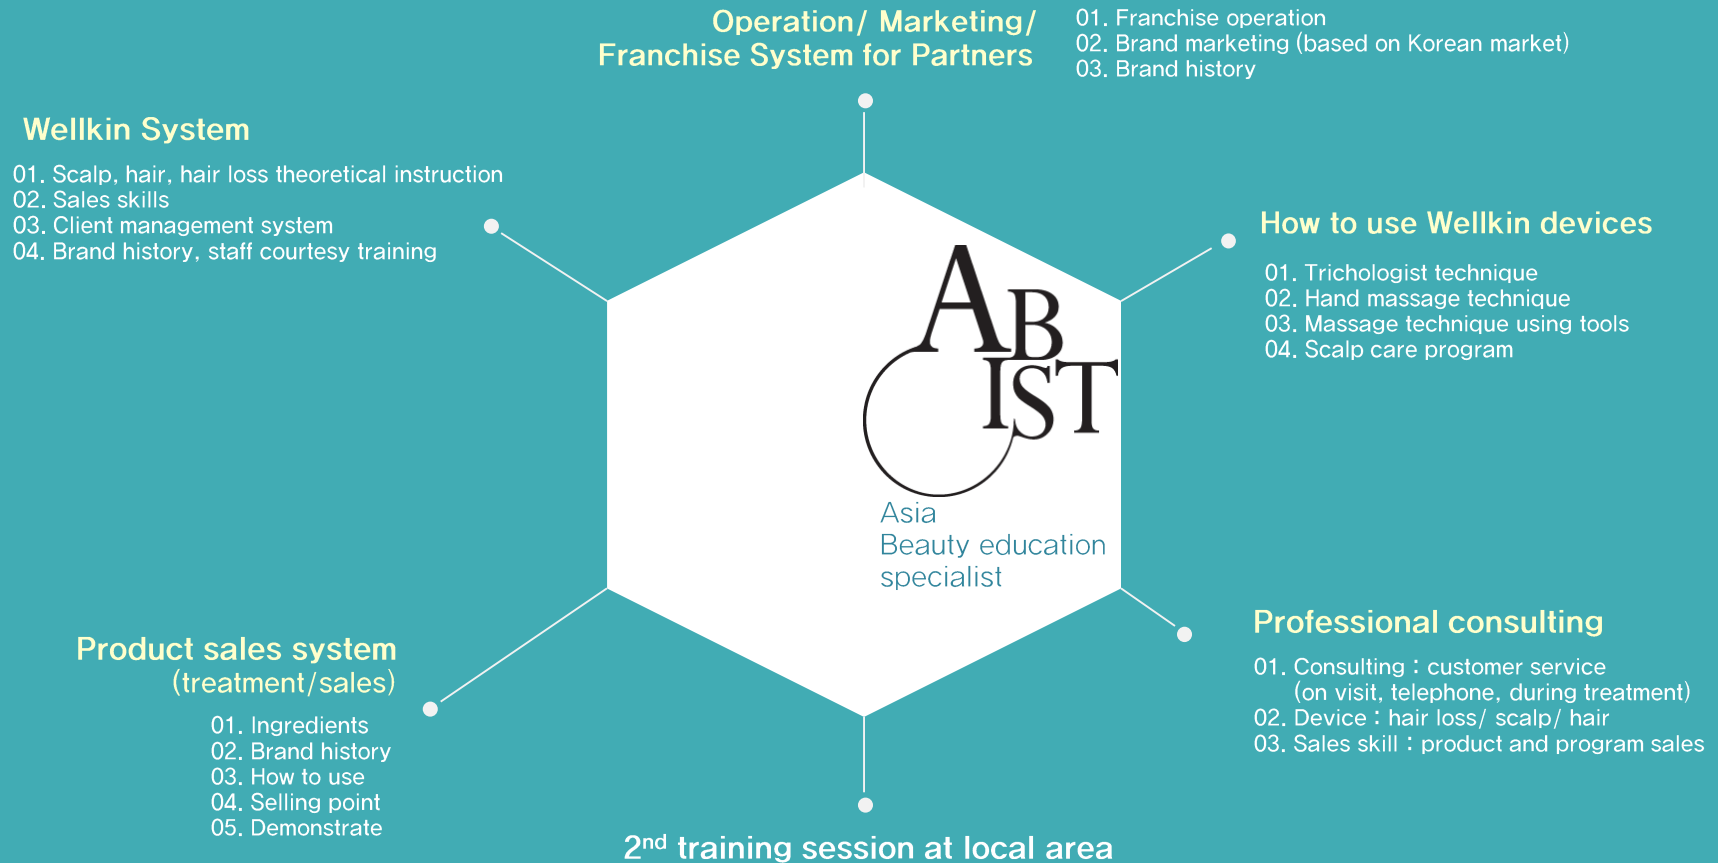 Operation/ Marketing/
Franchise System for Partners
01. Franchise operation
02. Brand marketing (based on Korean market)
03. Brand history
Wellkin System
01. Scalp, hair, hair loss theoretical instruction
02. Sales skills
03. Client management system
04. Brand history, staff courtesy training
How to use Wellkin devices
01. Trichologist technique
02. Hand massage technique
03. Massage technique using tools
04. Scalp care program
AB
IST
Asia
Beauty education
specialist
Product sales system
(treatment/sales)
01. Ingredients
02. Brand history
03. How to use
04. Selling point
05. Demonstrate
Professional consulting
01. Consulting : customer service
(on visit, telephone, during treatment)
02. Device : hair loss/ scalp/ hair
03. Sales skill : product and program sales
2nd training session at local area